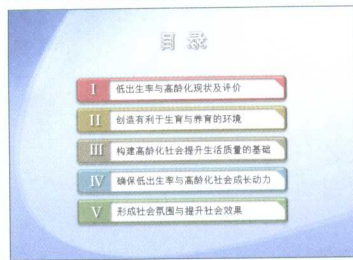 目 录
I 低出生率与高龄化现状及评价
II 创造有利于生育与养育的环境
III 构建高龄化社会提升生活质量的基础
IV 确保低出生率与高龄化社会成长动力
V 形成社会氛围与提升社会效果